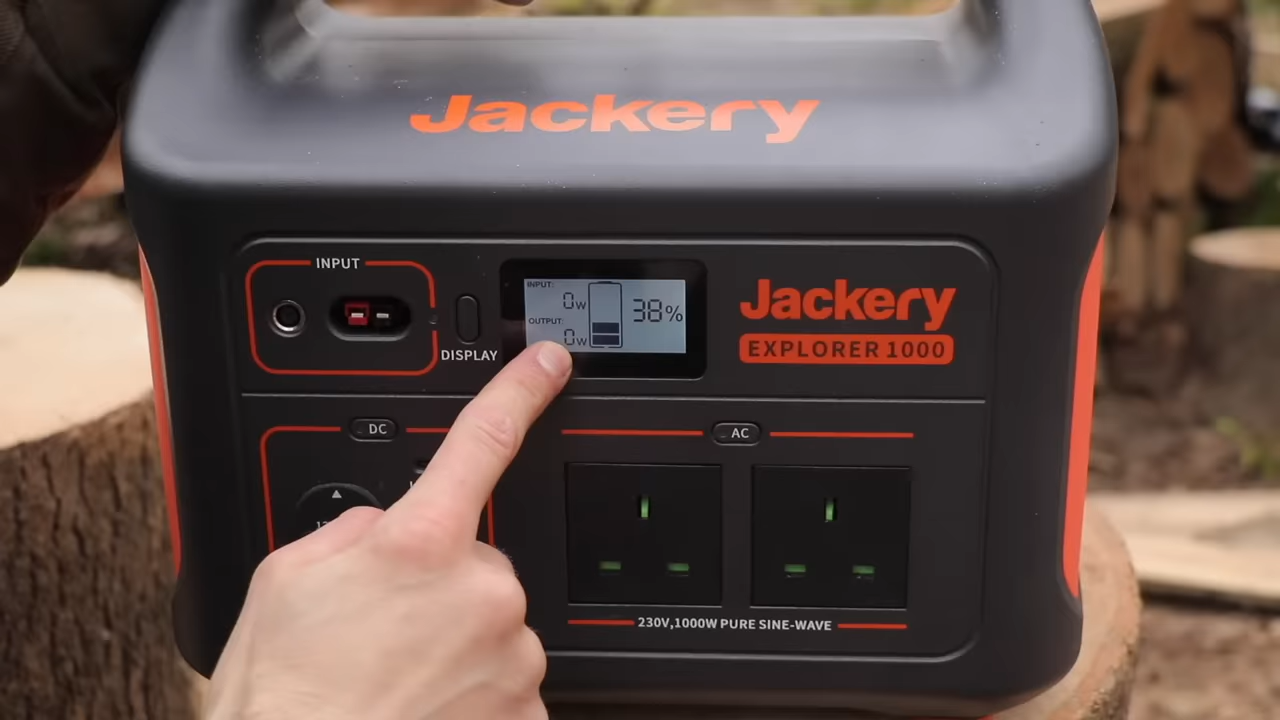 Jackery
INPUT
DISPLAY
INPUT:
0W
OUTPUT:
0W
38%
Jackery
EXPLORER 1000
DC
AC
230V,1000W PURE SINE-WAVE